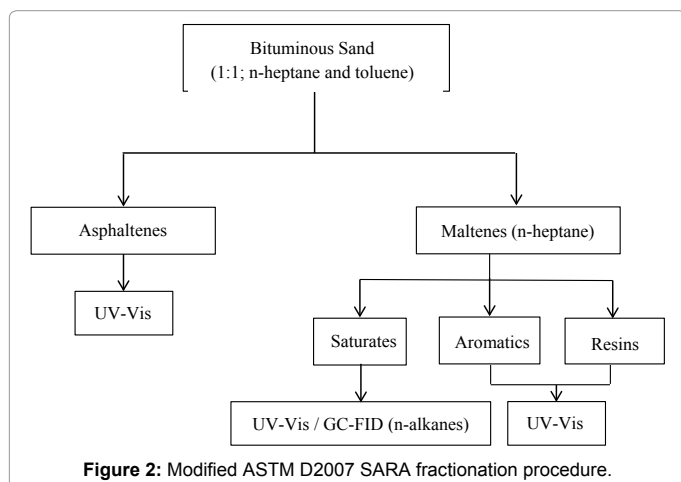 Bituminous Sand
(1:1; n-heptane and toluene)
Asphaltenes
Maltenes (n-heptane)
UV-Vis
Saturates
Aromatics
Resins
UV-Vis / GC-FID (n-alkanes)
UV-Vis
Figure 2: Modified ASTM D2007 SARA fractionation procedure.